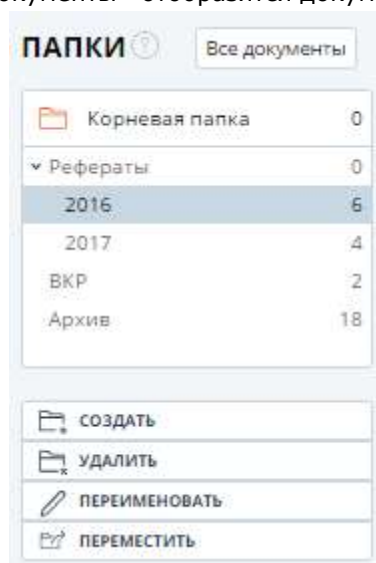 ПАПКИ ? Все документы
Корневая папка 0
Рефераты 0
2016 6
2017 4
ВКР 2
Архив 18
СОЗДАТЬ
УДАЛИТЬ
ПЕРЕИМЕНОВАТЬ
ПЕРЕМЕСТИТЬ